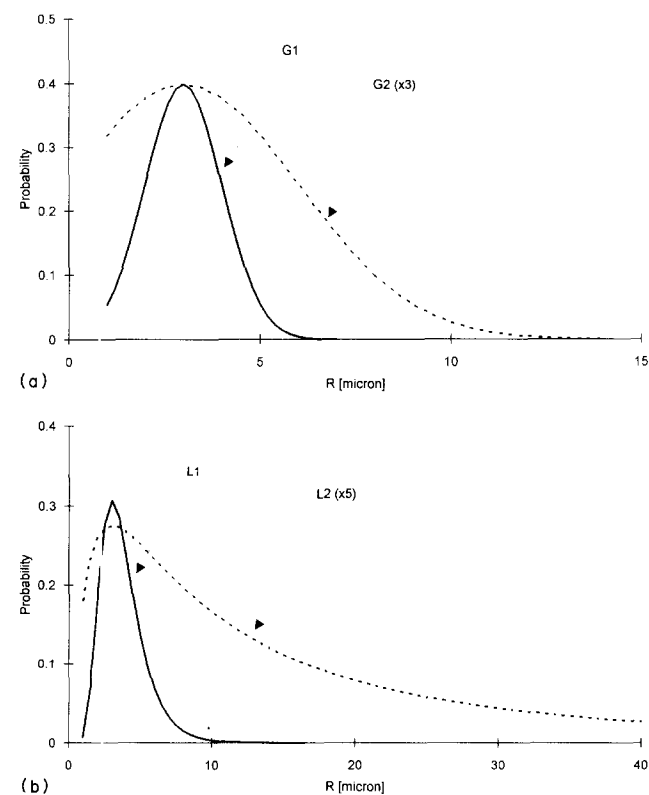 0.5
G1
0.4
G2 (x3)
0.3
Probability
0.2
0.1
0
0 5 10 15
R [micron]
(a)
0.4
L1
L2 (x5)
0.3
Probability
0.2
0.1
0
0 10 20 30 40
R [micron]
(b)